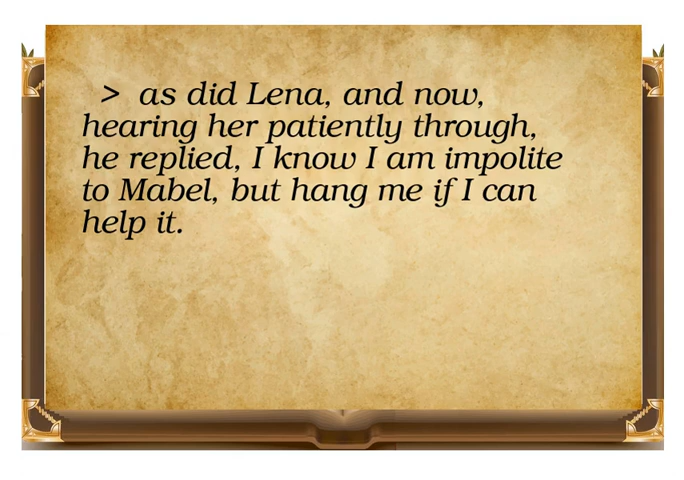 > as did Lena, and now,
hearing her patiently through,
he replied, I know I am impolite
to Mabel, but hang me if I can
help it.